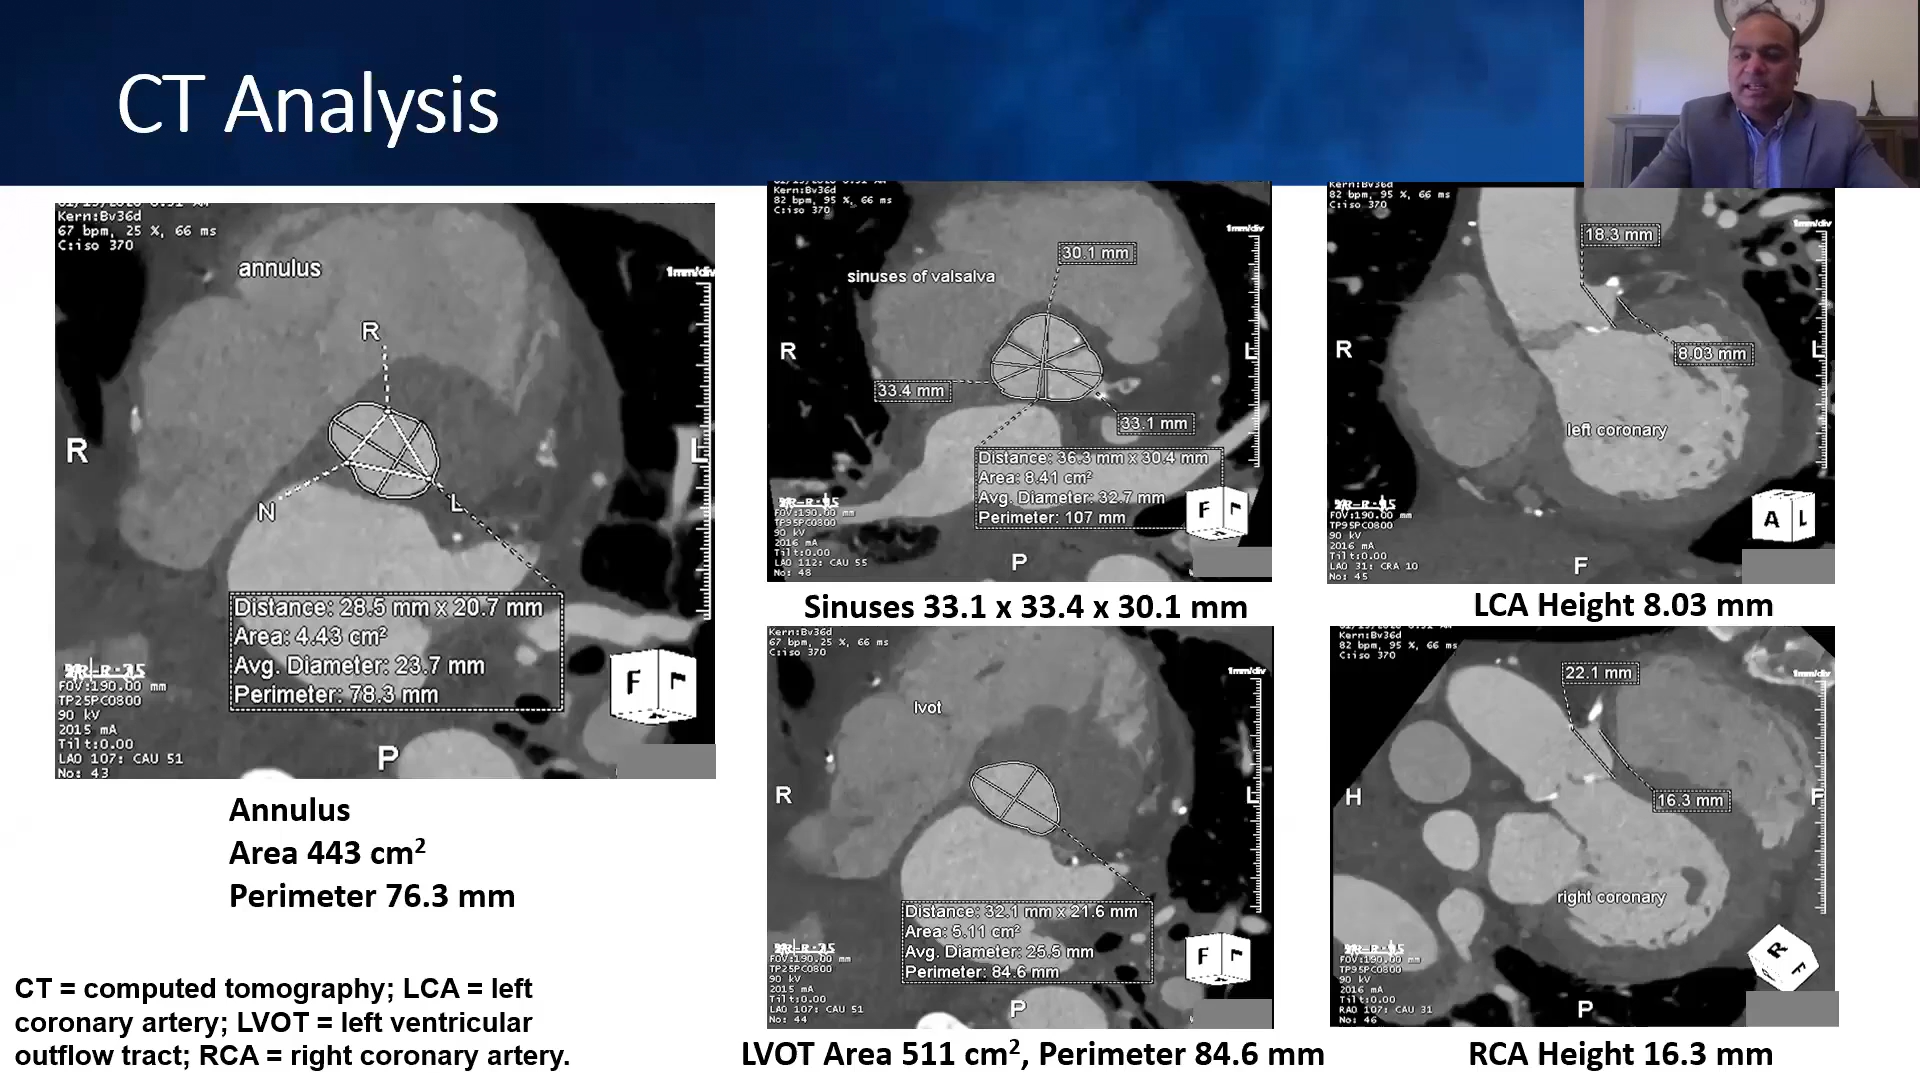 CT Analysis
Kern:Bv36d
67 bpm, 25 %, 66 ms
C:iso 370
annulus
1mm/div
R
R
L
N
L
Distance: 28.5 mm x 20.7 mm
Area: 4.43 cm²
Avg. Diameter: 23.7 mm
Perimeter: 78.3 mm
FOV:190.00 mm
TP25PC0800
90 kV
2015 mA
Tilt:0.00
LAO 107: CAU 51
No: 43
P
F
Annulus
Area 443 cm²
Perimeter 76.3 mm
CT = computed tomography; LCA = left
coronary artery; LVOT = left ventricular
outflow tract; RCA = right coronary artery.
Kern:Bv36d
82 bpm, 95 %, 66 ms
C:iso 370
1mm/div
30.1 mm
sinuses of valsalva
R
L
33.4 mm
33.1 mm
Distance: 36.3 mm x 30.4 mm
Area: 8.41 cm²
Avg. Diameter: 32.7 mm
Perimeter: 107 mm
FOV:190.00 mm
TP95PC0800
90 kV
2016 mA
Tilt:0.00
LAO 112: CAU 55
No: 48
P
F
Sinuses 33.1 x 33.4 x 30.1 mm
Kern:Bv36d
67 bpm, 25 %, 66 ms
C:iso 370
1mm/div
lvot
R
L
Distance: 32.1 mm x 21.6 mm
Area: 5.11 cm²
Avg. Diameter: 25.5 mm
Perimeter: 84.6 mm
FOV:190.00 mm
TP25PC0800
90 kV
2015 mA
Tilt:0.00
LAO 107: CAU 51
No: 44
P
F
LVOT Area 511 cm², Perimeter 84.6 mm
Kern:Bv36d
82 bpm, 95 %, 66 ms
C:iso 370
1mm/div
18.3 mm
R
L
8.03 mm
left coronary
FOV:190.00 mm
TP95PC0800
90 kV
2016 mA
Tilt:0.00
LAO 31: CRA 10
No: 45
F
A L
LCA Height 8.03 mm
Kern:Bv36d
82 bpm, 95 %, 66 ms
C:iso 370
1mm/div
22.1 mm
H
F
16.3 mm
right coronary
FOV:190.00 mm
TP95PC0800
90 kV
2016 mA
Tilt:0.00
RAO 107: CAU 31
No: 46
P
R F
RCA Height 16.3 mm